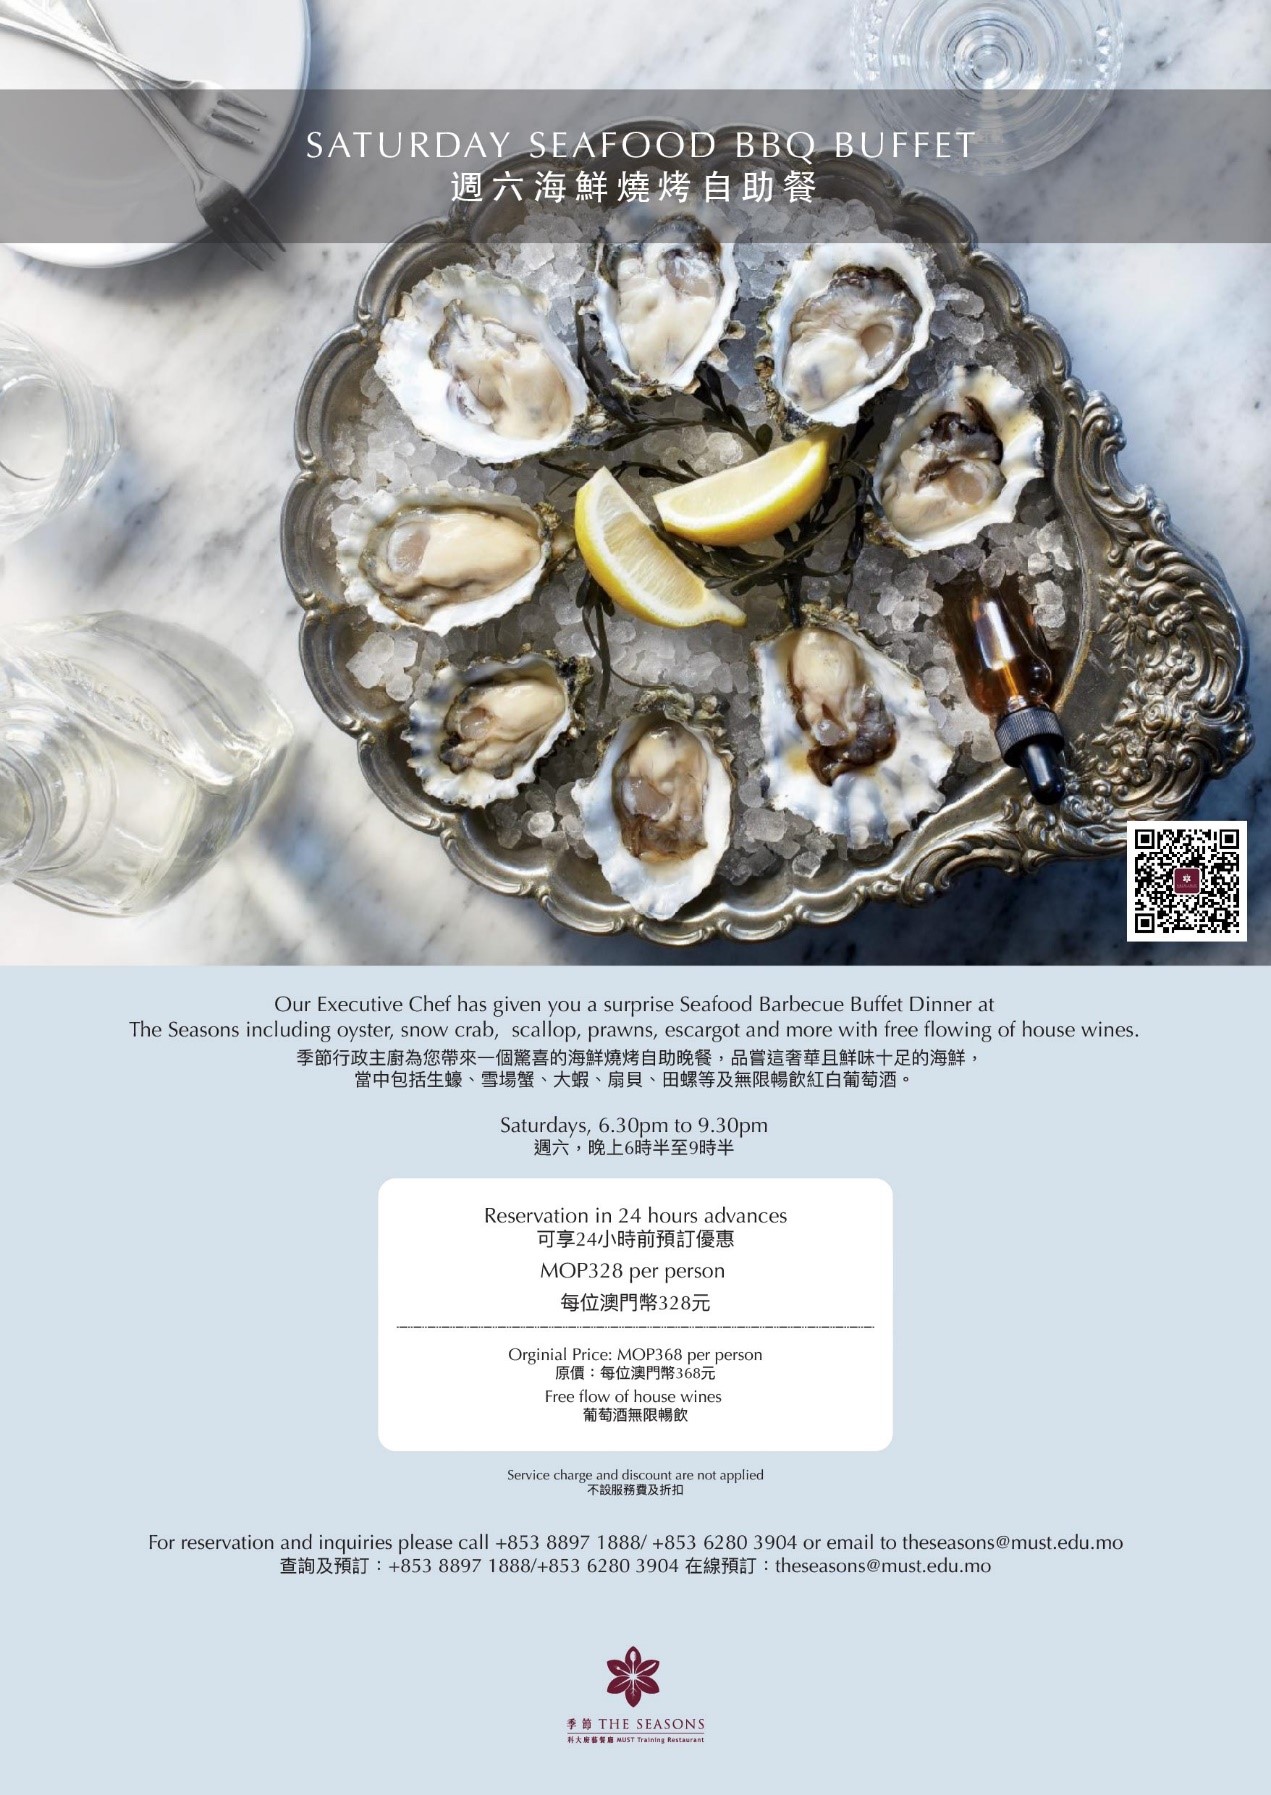 SATURDAY SEAFOOD BBQ BUFFET
週六海鮮燒烤自助餐
Our Executive Chef has given you a surprise Seafood Barbecue Buffet Dinner at
The Seasons including oyster, snow crab, scallop, prawns, escargot and more with free flowing of house wines.
季節行政主廚為您帶來一個驚喜的海鮮燒烤自助晚餐，品嘗這奢華且鮮味十足的海鮮，
當中包括生蠔、雪場蟹、大蝦、扇貝、田螺等及無限暢飲紅白葡萄酒。
Saturdays, 6.30pm to 9.30pm
週六，晚上6時半至9時半
Reservation in 24 hours advances
可享24小時前預訂優惠
MOP328 per person
每位澳門幣328元
Orginial Price: MOP368 per person
原價：每位澳門幣368元
Free flow of house wines
葡萄酒無限暢飲
Service charge and discount are not applied
不設服務費及折扣
For reservation and inquiries please call +853 8897 1888/ +853 6280 3904 or email to theseasons@must.edu.mo
查詢及預訂：+853 8897 1888/+853 6280 3904 在線預訂：theseasons@must.edu.mo
季節 THE SEASONS
科大廚藝餐廳 MUST Training Restaurant